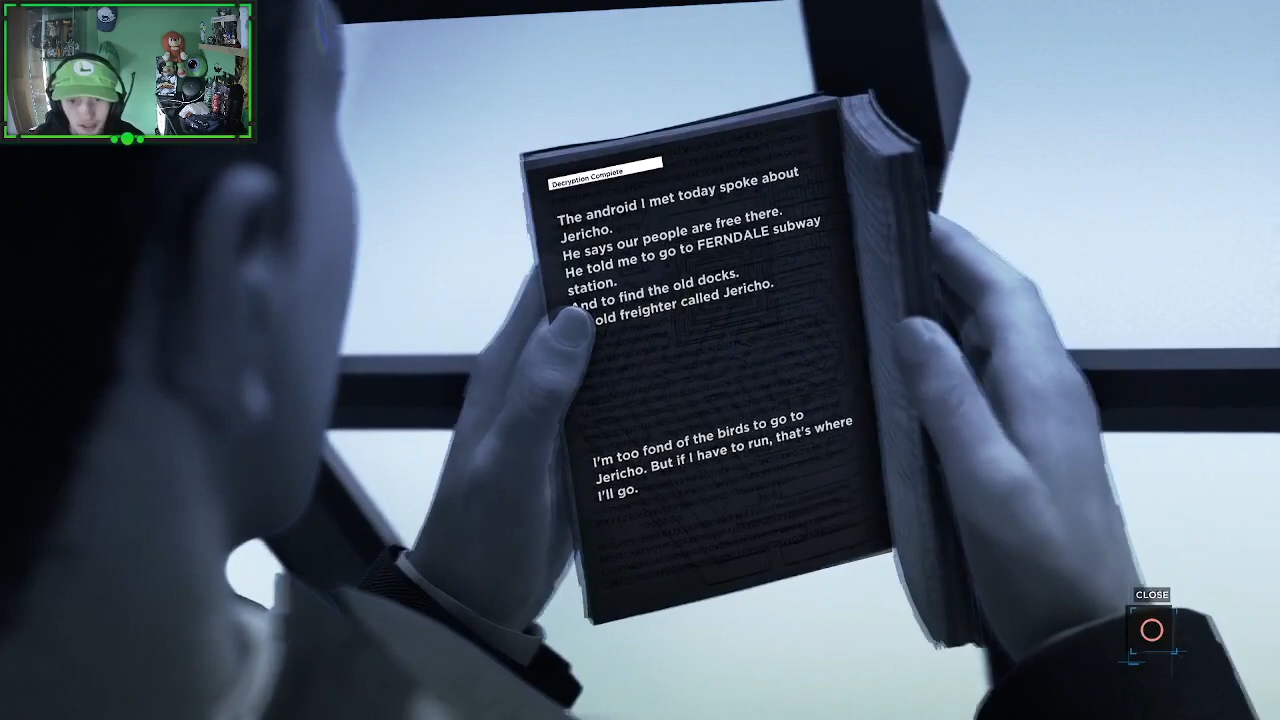 Decryption Complete
The android I met today spoke about
Jericho.
He says our people are free there.
He told me to go to FERNDALE subway
station.
And to find the old docks.
old freighter called Jericho.
I'm too fond of the birds to go to
Jericho. But if I have to run, that's where
I'll go.
CLOSE